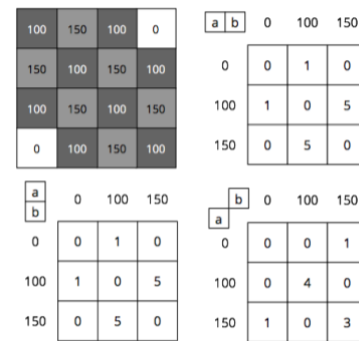 100 150 100 0
150 100 150 100
100 150 100 150
0 100 150 100
a b 0 100 150
0 0 1 0
100 1 0 5
150 0 5 0
a
b
0 100 150
0 0 1 0
100 1 0 5
150 0 5 0
b 0 100 150
a
0 0 0 1
100 0 4 0
150 1 0 3